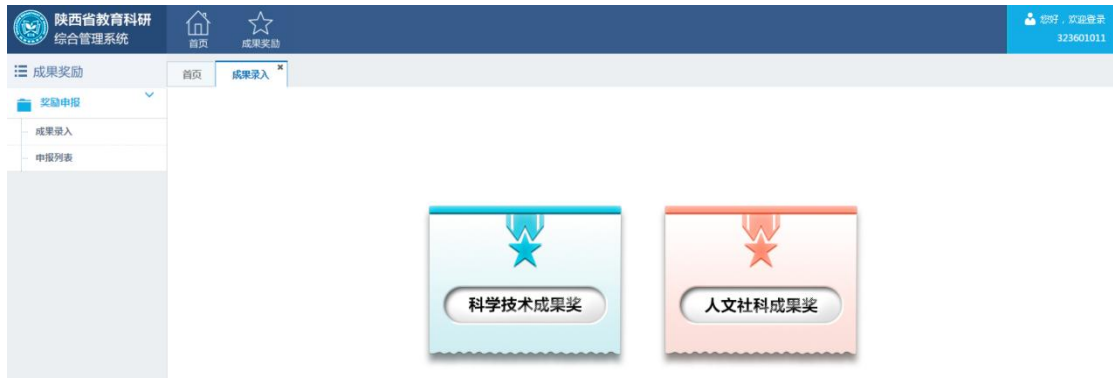 陕西省教育科研
综合管理系统
首页
成果奖励
您好，欢迎登录
323601011
成果奖励
首页
成果录入
奖励申报
成果录入
申报列表
科学技术成果奖
人文社科成果奖